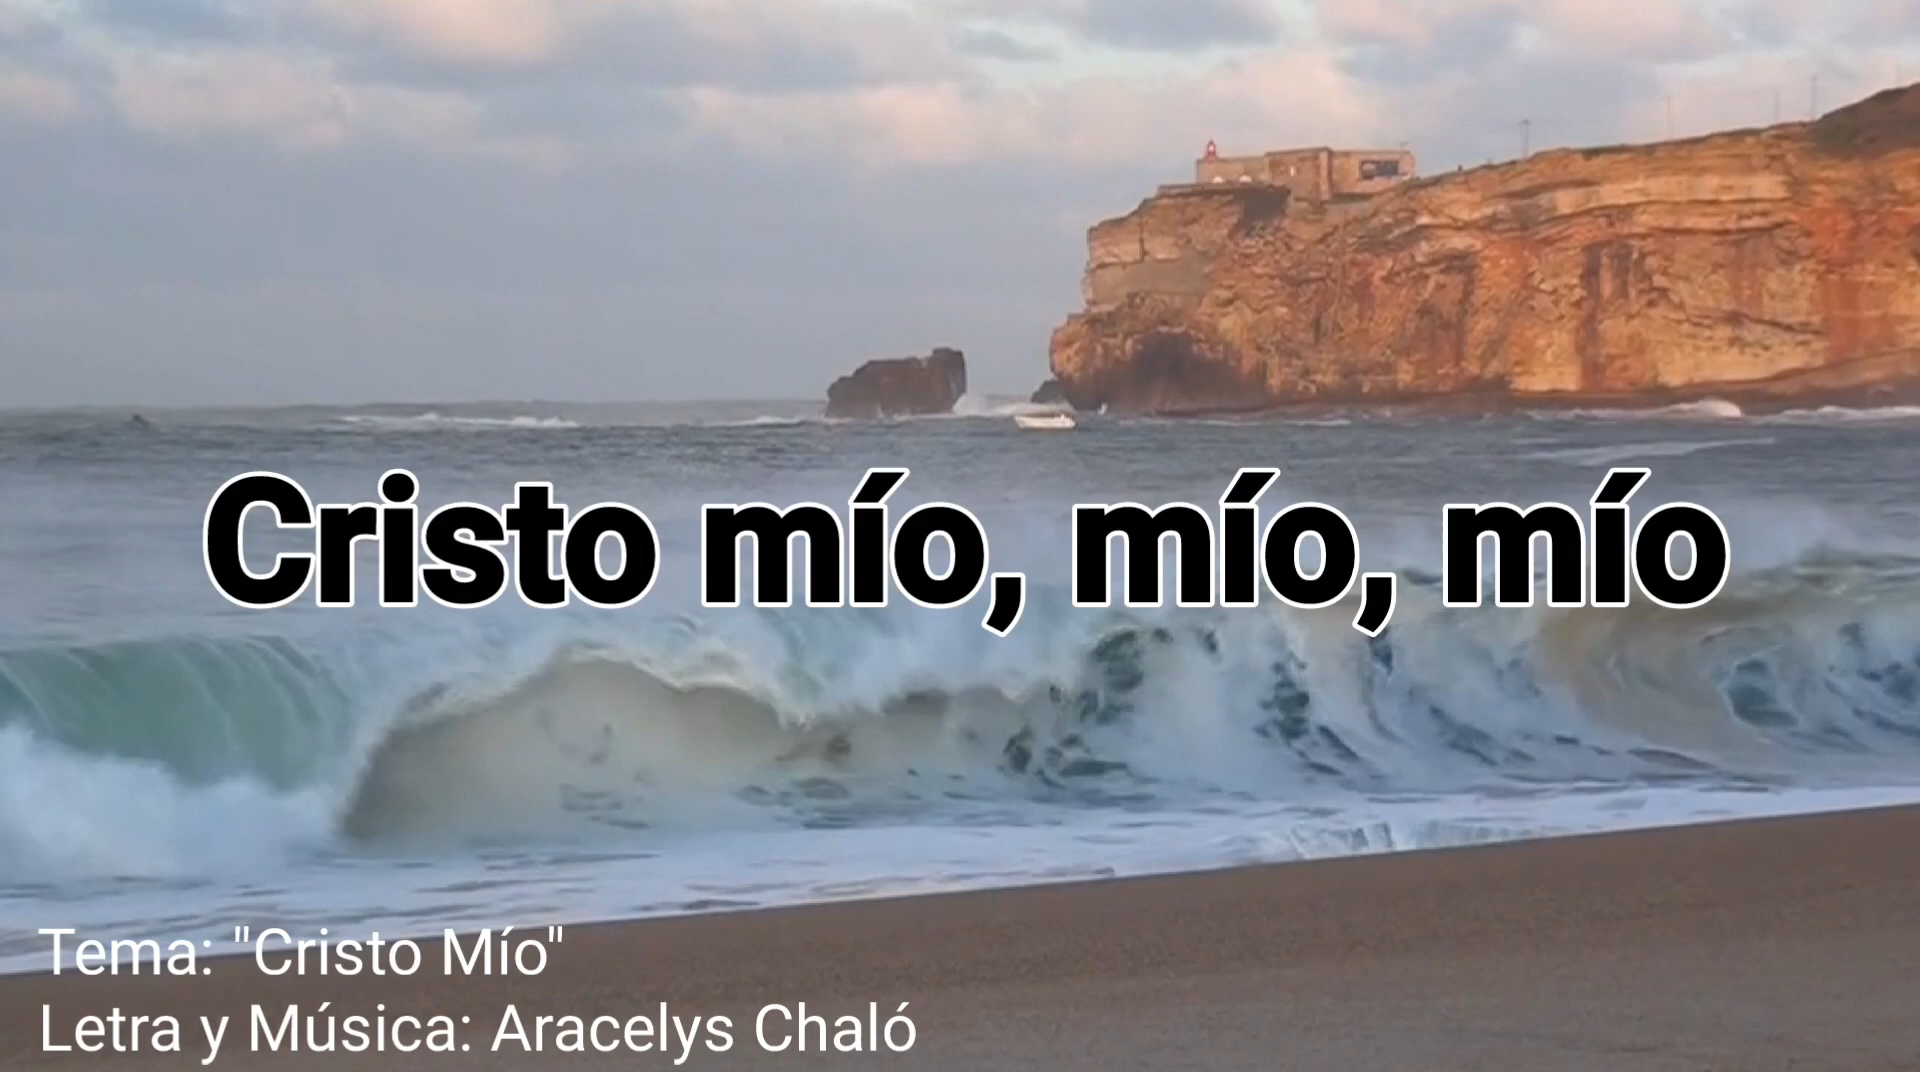 Cristo mío, mío, mío
Tema: "Cristo Mío"
Letra y Música: Aracelys Chaló